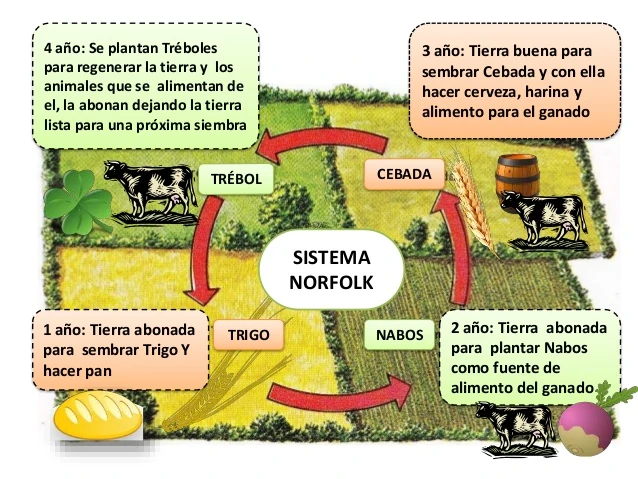 4 año: Se plantan Tréboles
para regenerar la tierra y los
animales que se alimentan de
el, la abonan dejando la tierra
lista para una próxima siembra
3 año: Tierra buena para
sembrar Cebada y con ella
hacer cerveza, harina y
alimento para el ganado
TRÉBOL
CEBADA
SISTEMA
NORFOLK
1 año: Tierra abonada
para sembrar Trigo Y
hacer pan
TRIGO
NABOS
2 año: Tierra abonada
para plantar Nabos
como fuente de
alimento del ganado